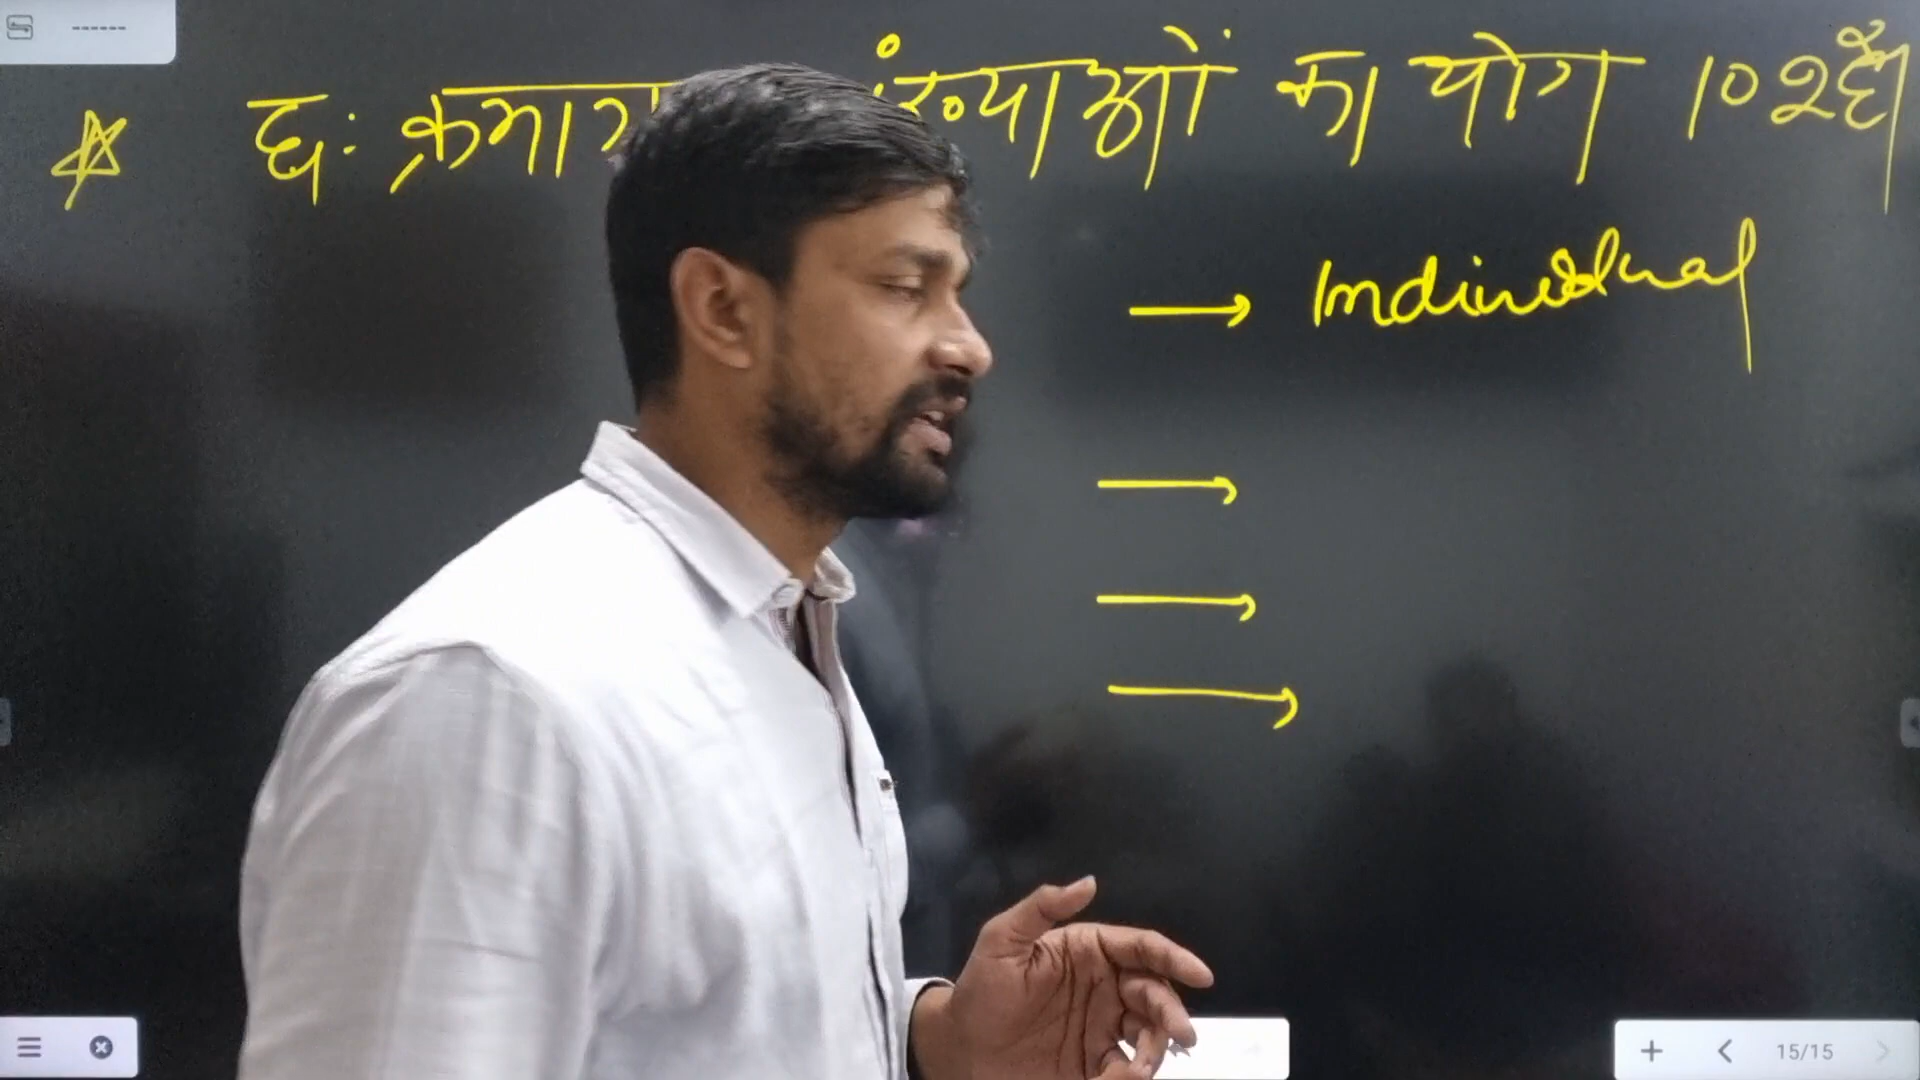 छः का योग 102 है।
→ Individual
→
→
→
15/15